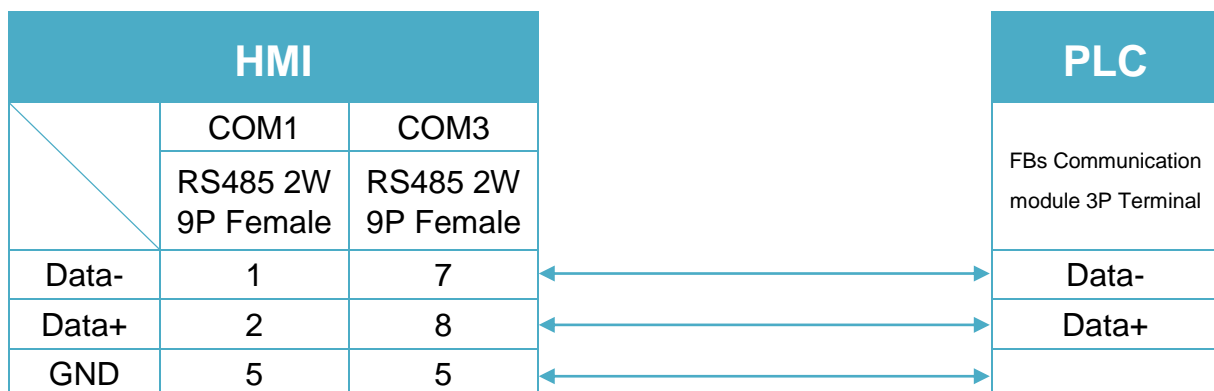 HMI PLC
COM1 COM3
RS485 2W RS485 2W
9P Female 9P Female
FBs Communication
module 3P Terminal
Data- 1 7 Data-
Data+ 2 8 Data+
GND 5 5